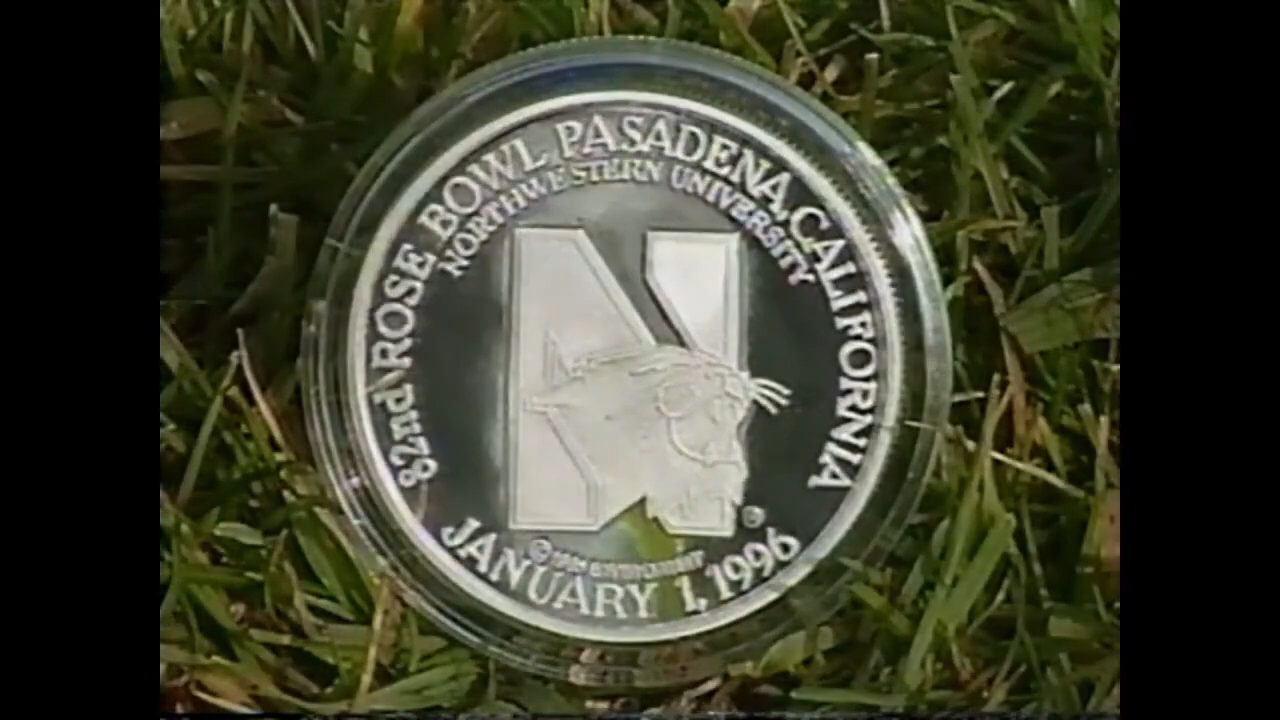 82nd ROSE BOWL PASADENA, CALIFORNIA
NORTHWESTERN UNIVERSITY
N
JANUARY 1, 1996